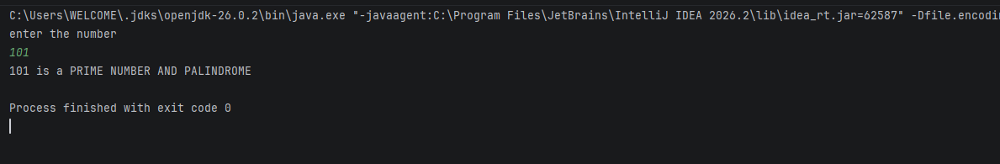 C:\Users\WELCOME\.jdks\openjdk-26.0.2\bin\java.exe "-javaagent:C:\Program Files\JetBrains\IntelliJ IDEA 2026.2\lib\idea_rt.jar=62587" -Dfile.encodin
enter the number
101
101 is a PRIME NUMBER AND PALINDROME
Process finished with exit code 0